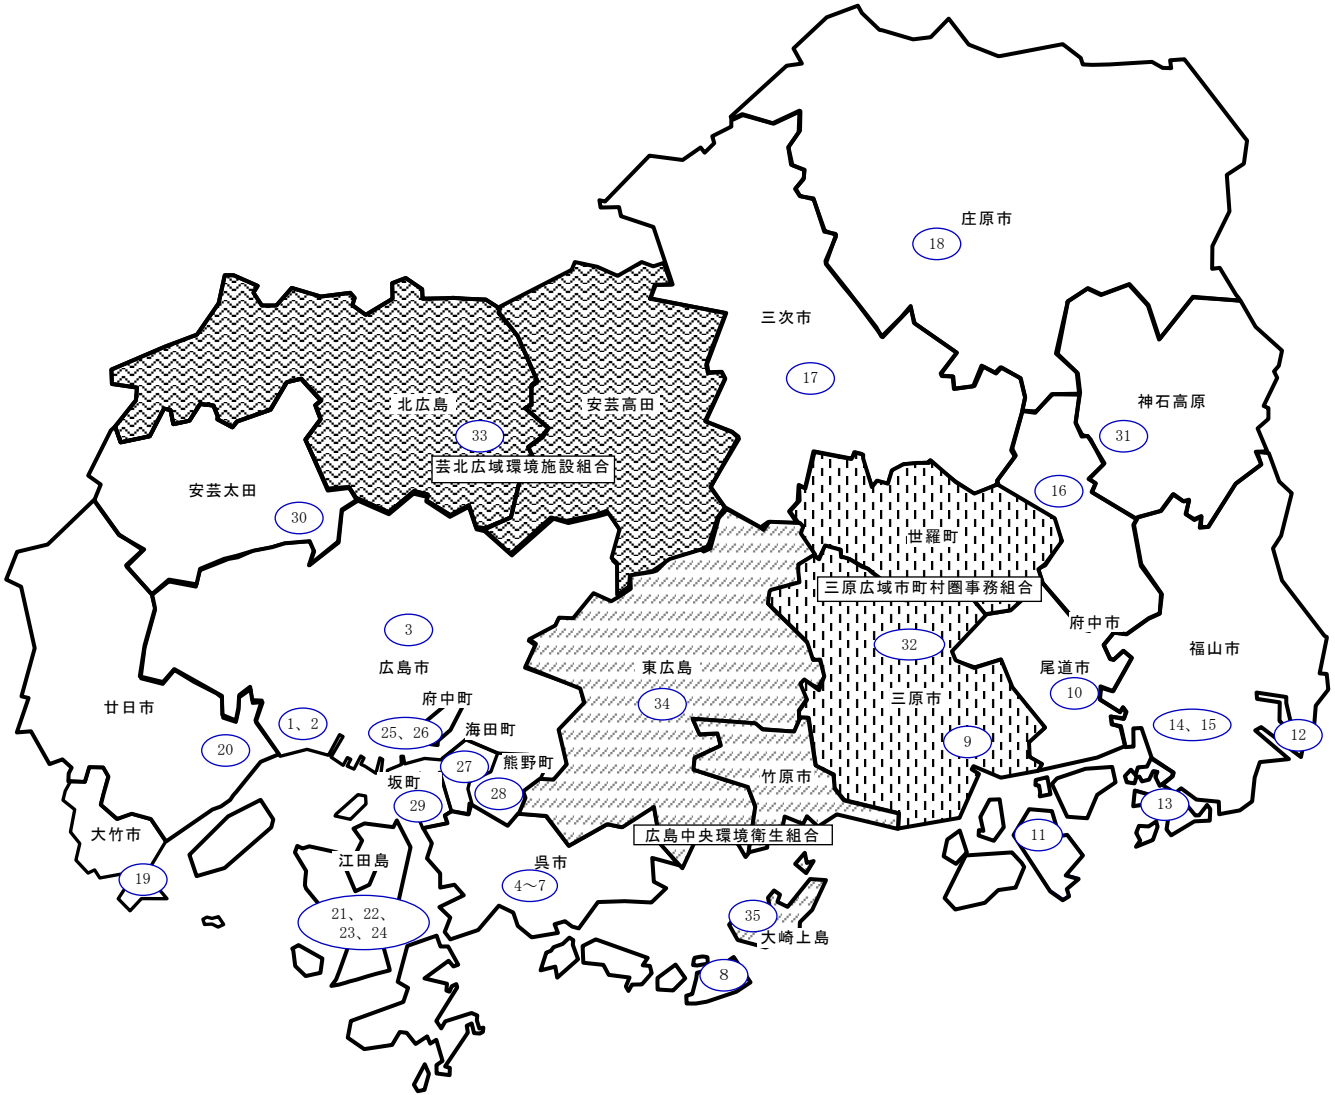 庄原市
18
三次市
17
北広島
33
安芸高田
神石高原
31
芸北広域環境施設組合
安芸太田
30
16
世羅町
三原広域市町村圏事務組合
府中市
3
広島市
32
福山市
東広島
34
尾道市
10
三原市
廿日市
府中町
1、2
25、26
海田町
20
14、15
12
9
熊野町
27
竹原市
坂町
28
29
13
大竹市
広島中央環境衛生組合
11
江田島
呉市
19
4～7
21、22、
23、24
35
大崎上島
8